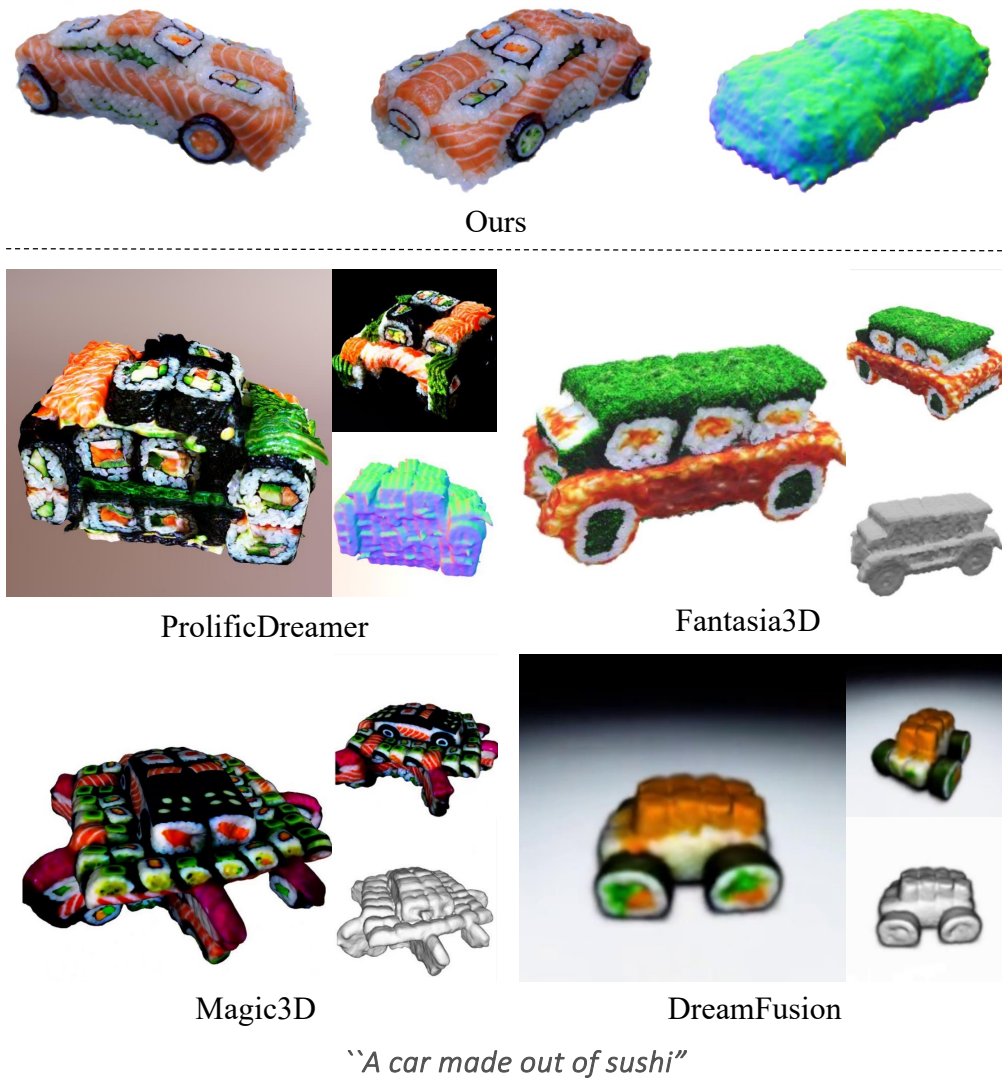 Ours
ProlificDreamer
Fantasia3D
Magic3D
DreamFusion
``A car made out of sushi”